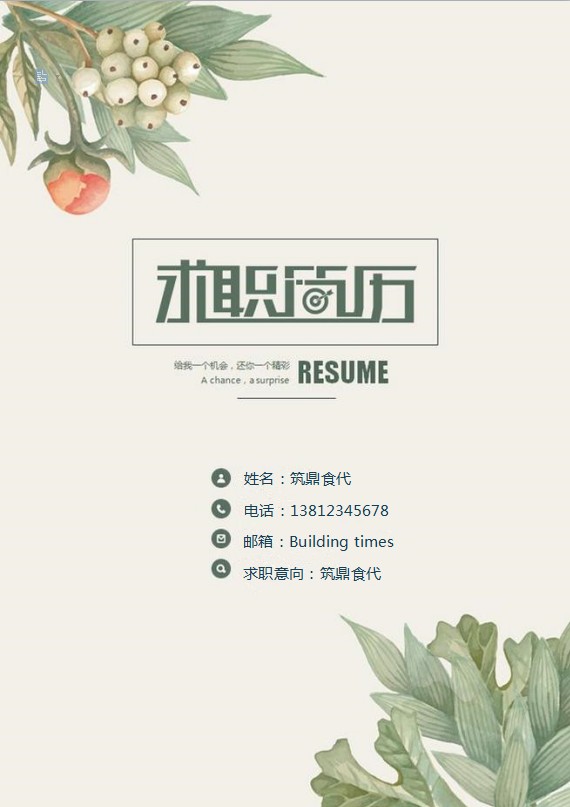 求职简历
给我一个机会，还你一个精彩
A chance，a surprise
RESUME
姓名：筑鼎食代
电话：13812345678
邮箱：Building times
求职意向：筑鼎食代